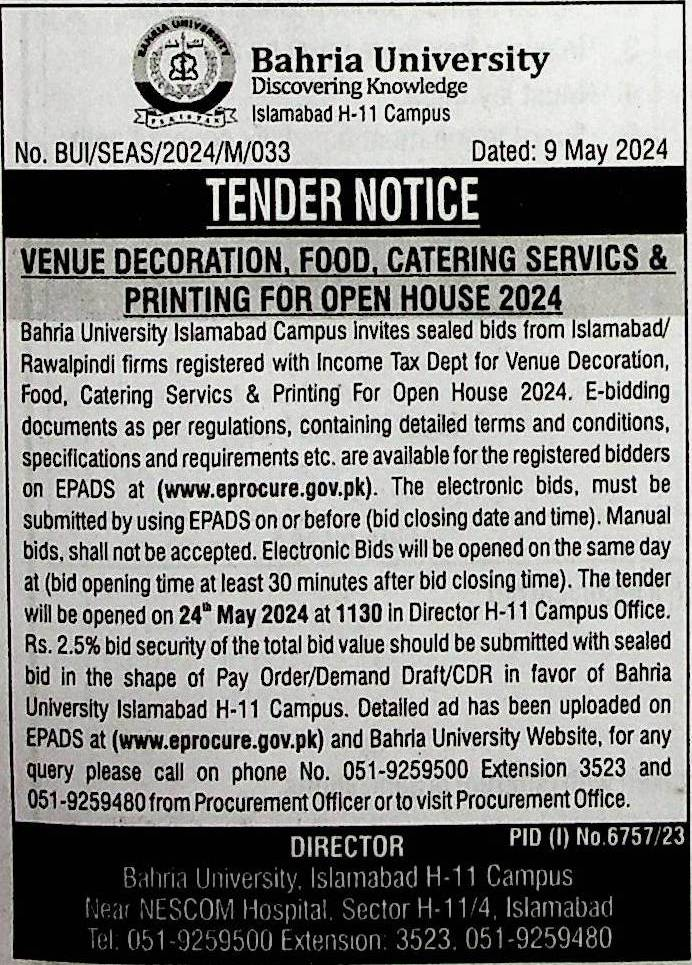 BAHRIA UNIVERSITY
PAKISTAN
Bahria University
Discovering Knowledge
Islamabad H-11 Campus
No. BUI/SEAS/2024/M/033 Dated: 9 May 2024
TENDER NOTICE
VENUE DECORATION, FOOD, CATERING SERVICS &
PRINTING FOR OPEN HOUSE 2024
Bahria University Islamabad Campus invites sealed bids from Islamabad/
Rawalpindi firms registered with Income Tax Dept for Venue Decoration,
Food, Catering Servics & Printing For Open House 2024. E-bidding
documents as per regulations, containing detailed terms and conditions,
specifications and requirements etc. are available for the registered bidders
on EPADS at (www.eprocure.gov.pk). The electronic bids, must be
submitted by using EPADS on or before (bid closing date and time). Manual
bids, shall not be accepted. Electronic Bids will be opened on the same day
at (bid opening time at least 30 minutes after bid closing time). The tender
will be opened on 24th May 2024 at 1130 in Director H-11 Campus Office.
Rs. 2.5% bid security of the total bid value should be submitted with sealed
bid in the shape of Pay Order/Demand Draft/CDR in favor of Bahria
University Islamabad H-11 Campus. Detailed ad has been uploaded on
EPADS at (www.eprocure.gov.pk) and Bahria University Website, for any
query please call on phone No. 051-9259500 Extension 3523 and
051-9259480 from Procurement Officer or to visit Procurement Office.
DIRECTOR PID (I) No.6757/23
Bahria University, Islamabad H-11 Campus
Near NESCOM Hospital, Sector H-11/4, Islamabad
Tel: 051-9259500 Extension: 3523, 051-9259480